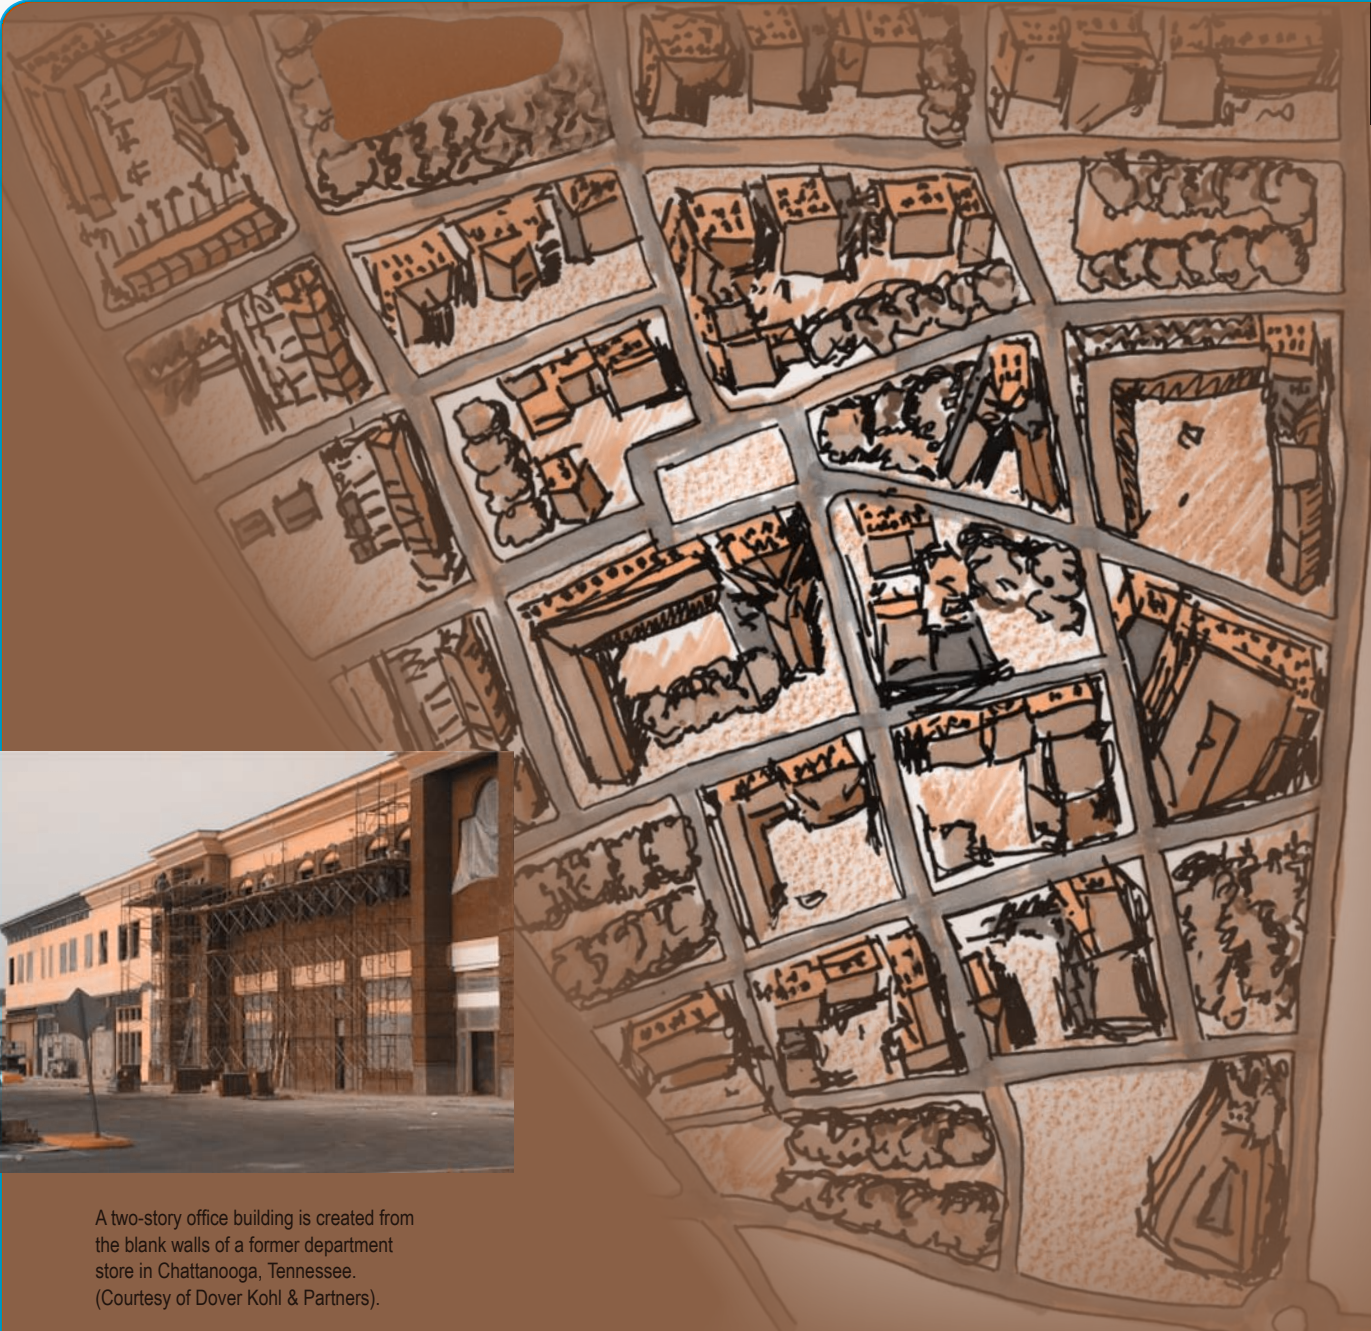 A two-story office building is created from
the blank walls of a former department
store in Chattanooga, Tennessee.
(Courtesy of Dover Kohl & Partners).